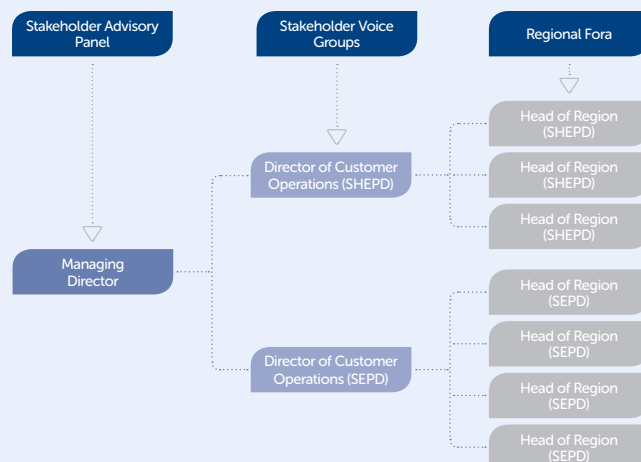 Stakeholder Advisory
Panel
Stakeholder Voice
Groups
Regional Fora
Head of Region
(SHEPD)
Head of Region
(SHEPD)
Head of Region
(SHEPD)
Director of Customer
Operations (SHEPD)
Managing
Director
Director of Customer
Operations (SEPD)
Head of Region
(SEPD)
Head of Region
(SEPD)
Head of Region
(SEPD)
Head of Region
(SEPD)